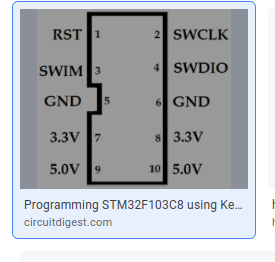 RST 1 2 SWCLK
SWIM 3 4 SWDIO
GND 5 6 GND
3.3V 7 8 3.3V
5.0V 9 10 5.0V
Programming STM32F103C8 using Ke...
circuitdigest.com